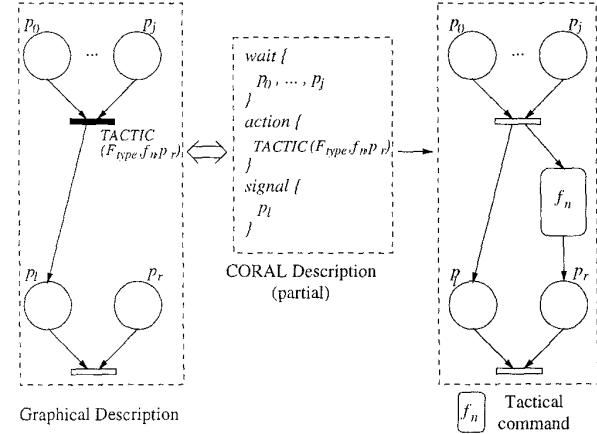 p0 ... pj
TACTIC
(Ftype fn, pr)
pl pr
Graphical Description
wait {
p0, ... , pj
}
action {
TACTIC (Ftype fn, pr)
}
signal {
pl
}
CORAL Description
(partial)
p0 ... pj
fn
pl pr
fn Tactical
command